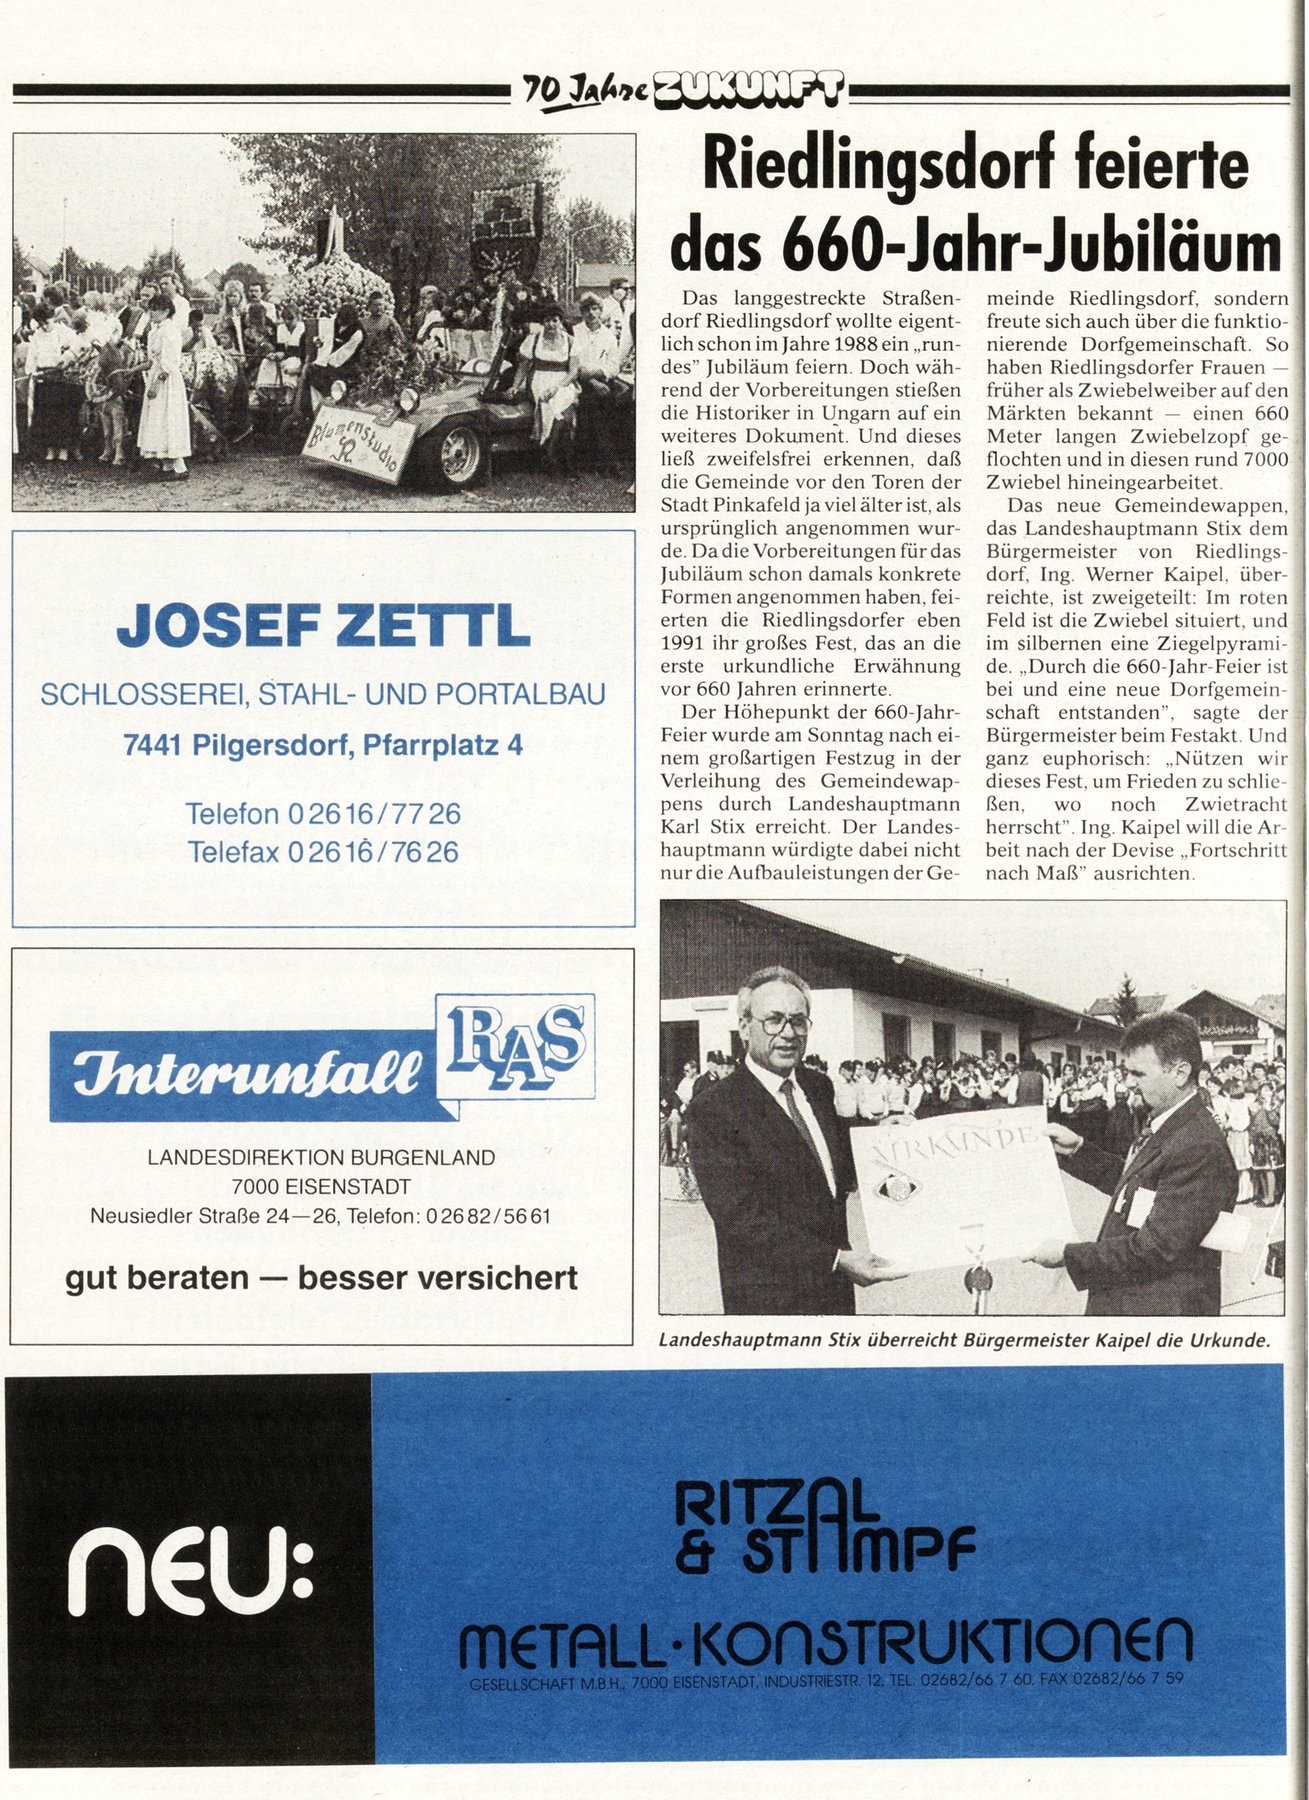 70 Jahre ZUKUNFT
Blumenstudio
R
Riedlingsdorf feierte
das 660-Jahr-Jubiläum
Das langgestreckte Straßen-
dorf Riedlingsdorf wollte eigent-
lich schon im Jahre 1988 ein „run-
des” Jubiläum feiern. Doch wäh-
rend der Vorbereitungen stießen
die Historiker in Ungarn auf ein
weiteres Dokument. Und dieses
ließ zweifelsfrei erkennen, daß
die Gemeinde vor den Toren der
Stadt Pinkafeld ja viel älter ist, als
ursprünglich angenommen wur-
de. Da die Vorbereitungen für das
Jubiläum schon damals konkrete
Formen angenommen haben, fei-
erten die Riedlingsdorfer eben
1991 ihr großes Fest, das an die
erste urkundliche Erwähnung
vor 660 Jahren erinnerte.
Der Höhepunkt der 660-Jahr-
Feier wurde am Sonntag nach ei-
nem großartigen Festzug in der
Verleihung des Gemeindewap-
pens durch Landeshauptmann
Karl Stix erreicht. Der Landes-
hauptmann würdigte dabei nicht
nur die Aufbauleistungen der Ge-
meinde Riedlingsdorf, sondern
freute sich auch über die funktio-
nierende Dorfgemeinschaft. So
haben Riedlingsdorfer Frauen —
früher als Zwiebelweiber auf den
Märkten bekannt — einen 660
Meter langen Zwiebelzopf ge-
flochten und in diesen rund 7000
Zwiebel hineingearbeitet.
Das neue Gemeindewappen,
das Landeshauptmann Stix dem
Bürgermeister von Riedlings-
dorf, Ing. Werner Kaipel, über-
reichte, ist zweigeteilt: Im roten
Feld ist die Zwiebel situiert, und
im silbernen eine Ziegelpyrami-
de. „Durch die 660-Jahr-Feier ist
bei und eine neue Dorfgemein-
schaft entstanden”, sagte der
Bürgermeister beim Festakt. Und
ganz euphorisch: „Nützen wir
dieses Fest, um Frieden zu schlie-
ßen, wo noch Zwietracht
herrscht”. Ing. Kaipel will die Ar-
beit nach der Devise „Fortschritt
nach Maß” ausrichten.
URKUNDE
Landeshauptmann Stix überreicht Bürgermeister Kaipel die Urkunde.
JOSEF ZETTL
SCHLOSSEREI, STAHL- UND PORTALBAU
7441 Pilgersdorf, Pfarrplatz 4
Telefon 0 26 16/77 26
Telefax 0 26 16/76 26
Interunfall RAS
LANDESDIREKTION BURGENLAND
7000 EISENSTADT
Neusiedler Straße 24—26, Telefon: 0 26 82/56 61
gut beraten — besser versichert
NEU:
RITZAL
& STAMPF
METALL·KONSTRUKTIONEN
GESELLSCHAFT M.B.H., 7000 EISENSTADT, INDUSTRIESTR. 12, TEL. 02682/66 7 60, FAX 02682/66 7 59